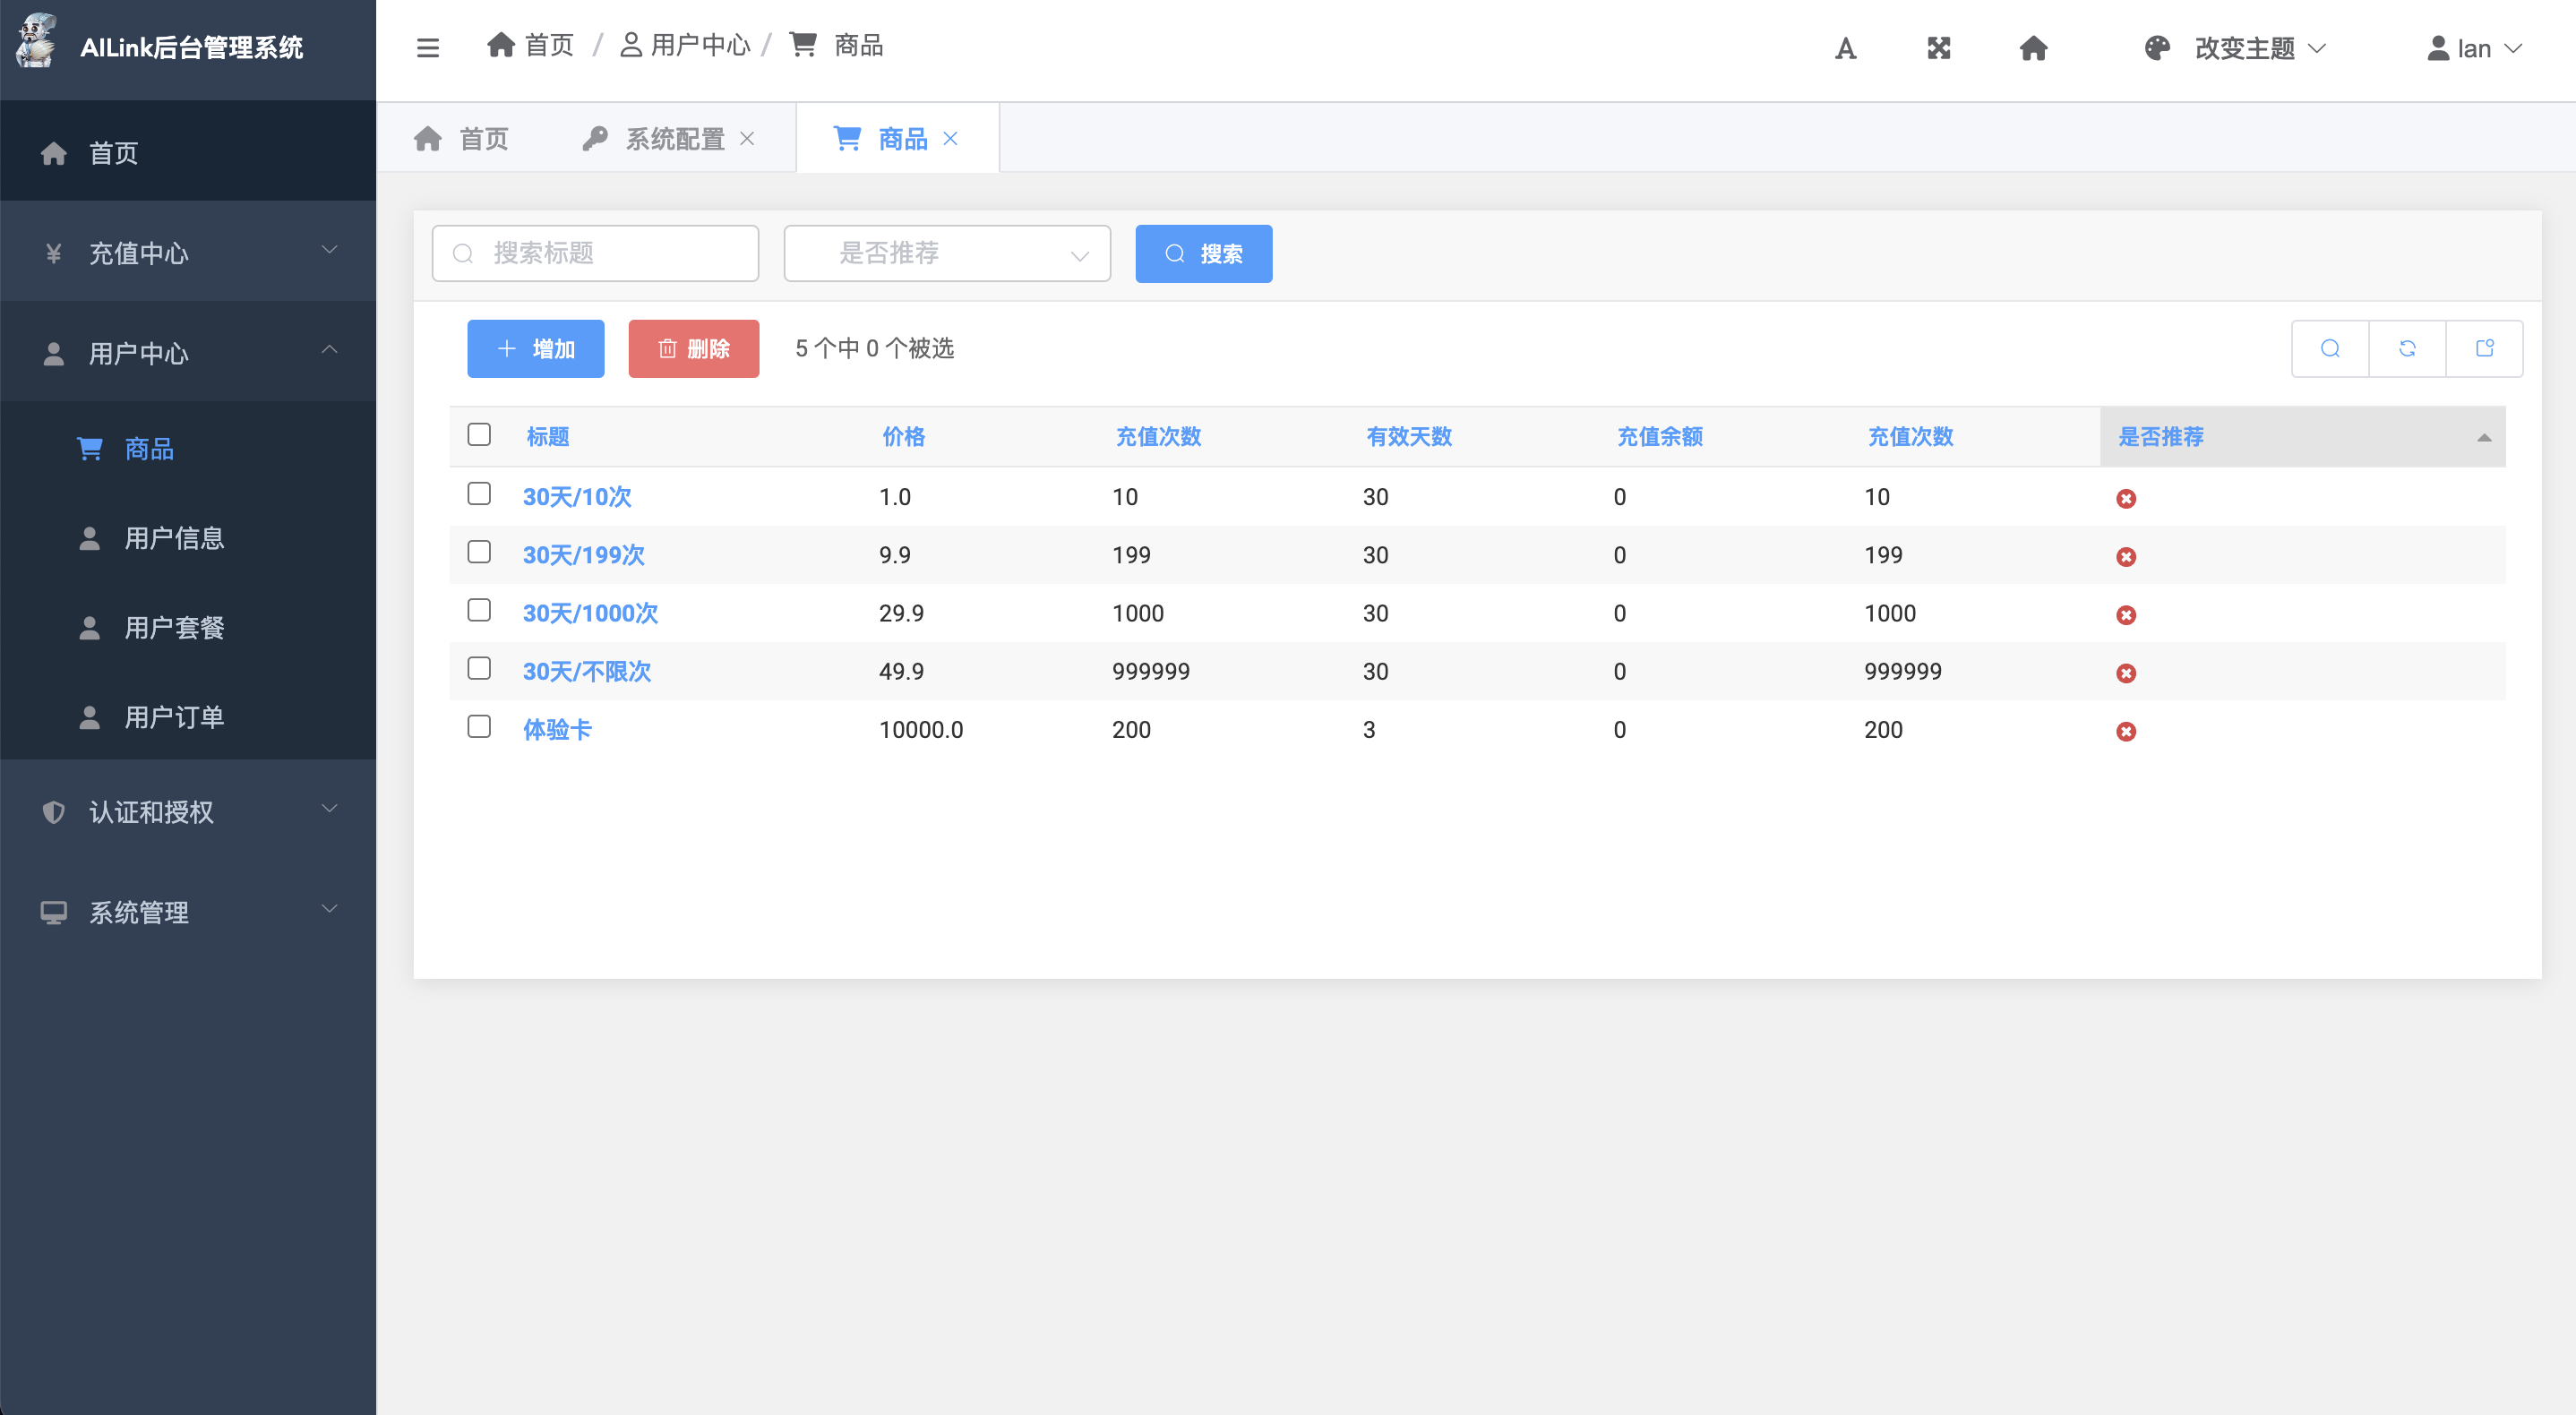 AILink后台管理系统
首页 / 用户中心 / 商品
改变主题
lan
首页
充值中心
用户中心
商品
用户信息
用户套餐
用户订单
认证和授权
系统管理
首页 系统配置 商品
搜索标题 是否推荐 搜索
增加 删除 5 个中 0 个被选
标题 价格 充值次数 有效天数 充值余额 充值次数 是否推荐
30天/10次 1.0 10 30 0 10
30天/199次 9.9 199 30 0 199
30天/1000次 29.9 1000 30 0 1000
30天/不限次 49.9 999999 30 0 999999
体验卡 10000.0 200 3 0 200